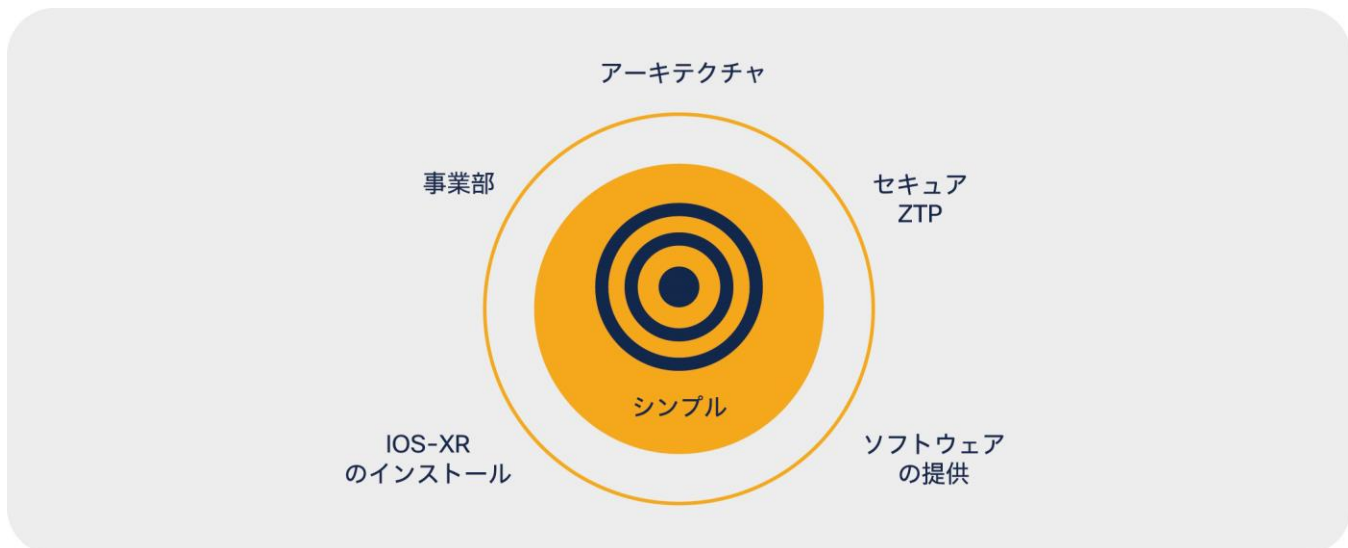 アーキテクチャ
事業部
セキュア
ZTP
シンプル
IOS-XR
のインストール
ソフトウェア
の提供